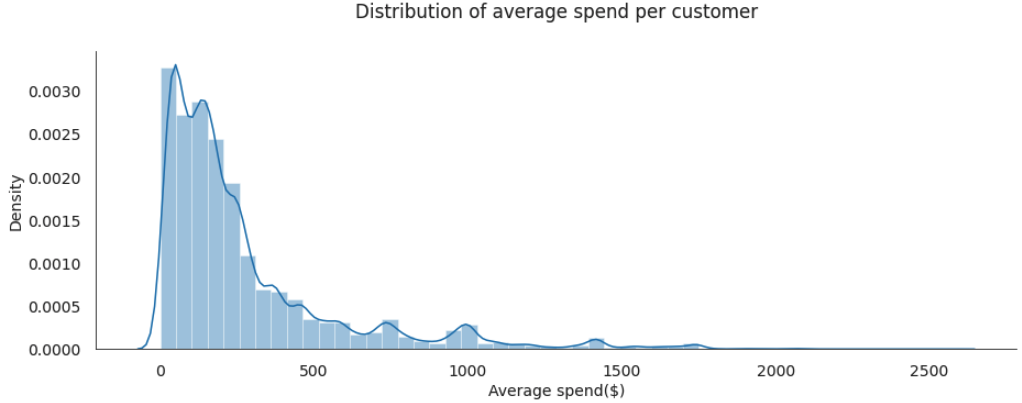 Distribution of average spend per customer
0.0030
0.0025
0.0020
0.0015
0.0010
0.0005
0.0000
Density
0 500 1000 1500 2000 2500
Average spend($)